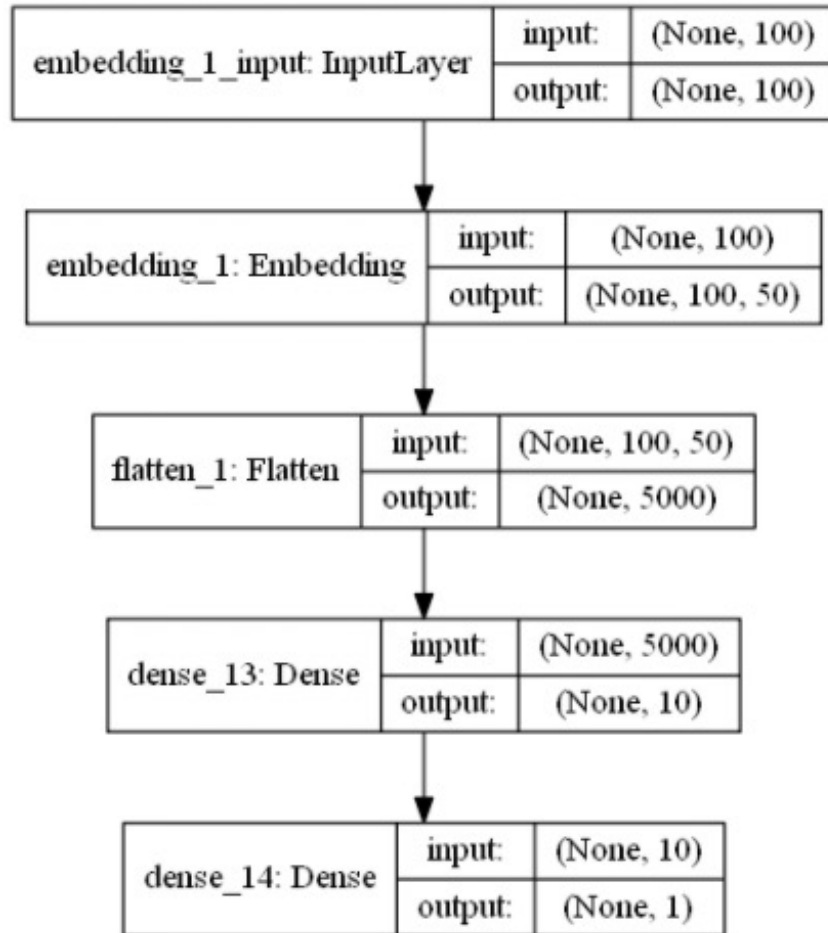 embedding_1_input: InputLayer
input: (None, 100)
output: (None, 100)
embedding_1: Embedding
input: (None, 100)
output: (None, 100, 50)
flatten_1: Flatten
input: (None, 100, 50)
output: (None, 5000)
dense_13: Dense
input: (None, 5000)
output: (None, 10)
dense_14: Dense
input: (None, 10)
output: (None, 1)